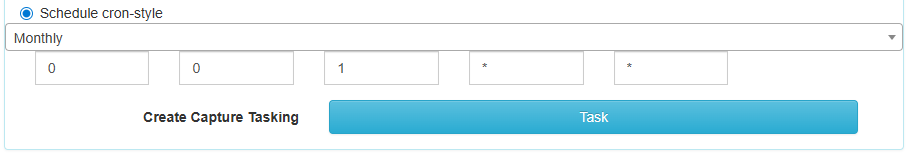 Schedule cron-style
Monthly
0 0 1 * *
Create Capture Tasking Task